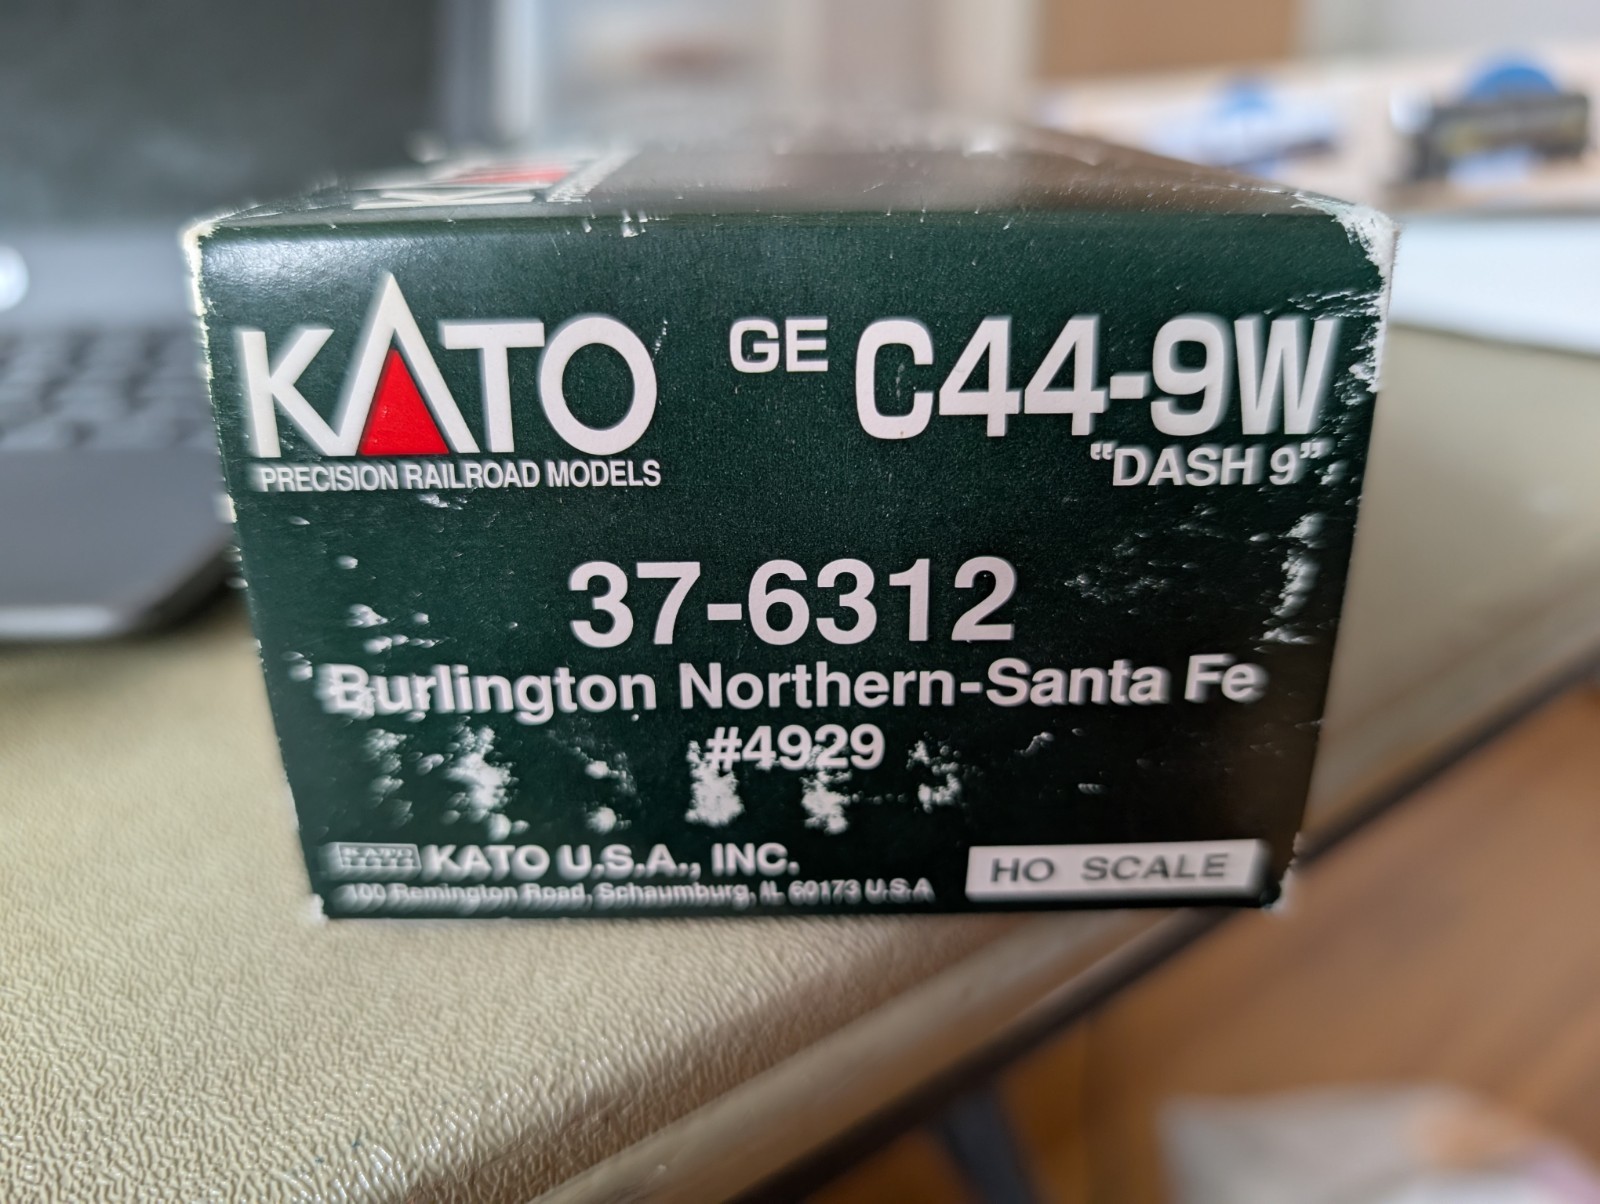 KATO
PRECISION RAILROAD MODELS
GE C44-9W
"DASH 9"
37-6312
Burlington Northern-Santa Fe
#4929
KATO U.S.A., INC.
100 Remington Road, Schaumburg, IL 60173 U.S.A
HO SCALE